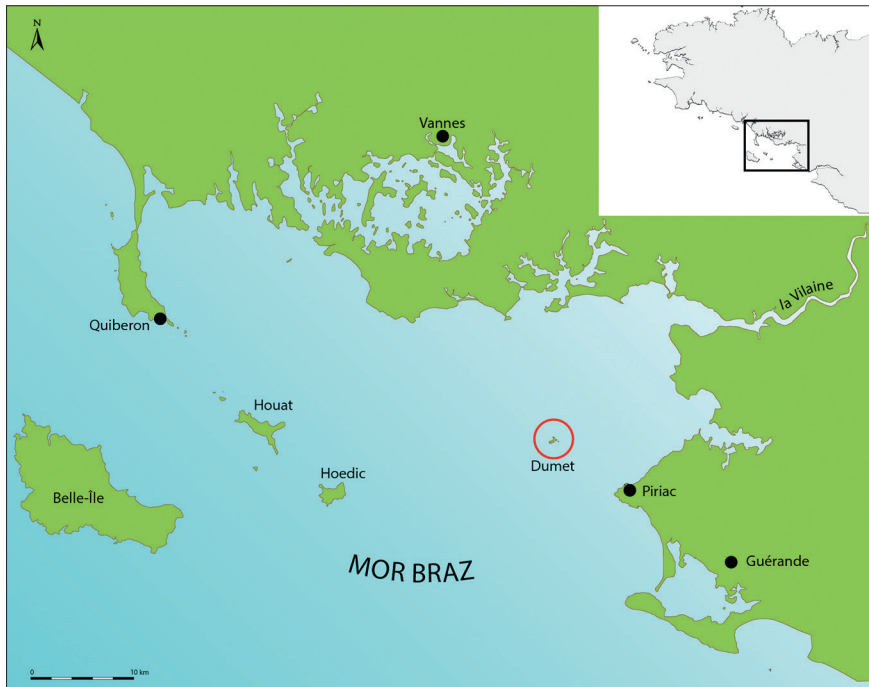 N
Vannes
la Vilaine
Quiberon
Houat
Hoedic
Dumet
Belle-Île
Piriac
Guérande
MOR BRAZ
0 10 km